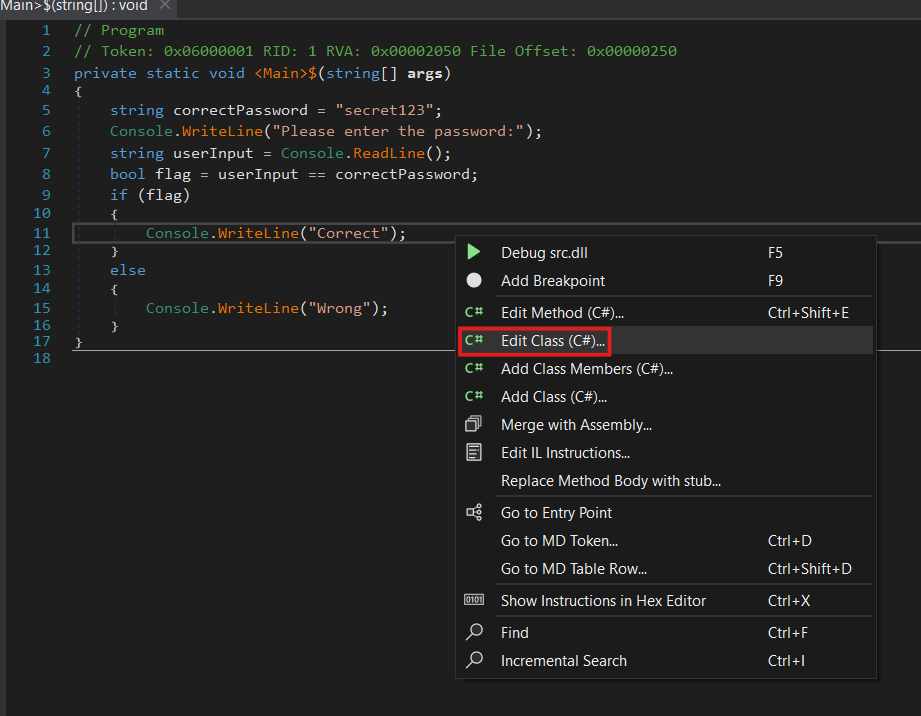 Main>$(string[]) : void ✕
1 // Program
2 // Token: 0x06000001 RID: 1 RVA: 0x00002050 File Offset: 0x00000250
3 private static void <Main>$(string[] args)
4 {
5 string correctPassword = "secret123";
6 Console.WriteLine("Please enter the password:");
7 string userInput = Console.ReadLine();
8 bool flag = userInput == correctPassword;
9 if (flag)
10 {
11 Console.WriteLine("Correct");
12 }
13 else
14 {
15 Console.WriteLine("Wrong");
16 }
17 }
18
Debug src.dll F5
Add Breakpoint F9
C# Edit Method (C#)... Ctrl+Shift+E
C# Edit Class (C#)...
C# Add Class Members (C#)...
C# Add Class (C#)...
Merge with Assembly...
Edit IL Instructions...
Replace Method Body with stub...
Go to Entry Point
Go to MD Token... Ctrl+D
Go to MD Table Row... Ctrl+Shift+D
0101 Show Instructions in Hex Editor Ctrl+X
Find Ctrl+F
Incremental Search Ctrl+I